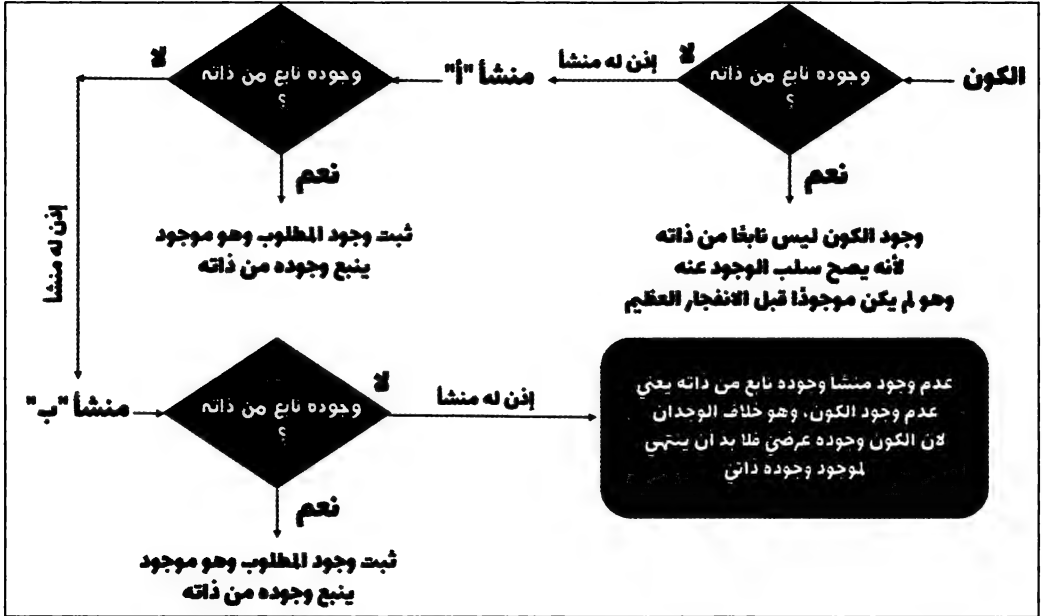 الكون
وجوده نابع من ذاته
؟
لا
إذن له منشأ
نعم
وجود الكون ليس نابعًا من ذاته
لأنه يصح سلب الوجود عنه
وهو لم يكن موجودًا قبل الانفجار العظيم
منشأ "أ"
وجوده نابع من ذاته
؟
لا
إذن له منشأ
نعم
ثبت وجود المطلوب وهو موجود
ينبع وجوده من ذاته
منشأ "ب"
وجوده نابع من ذاته
؟
لا
إذن له منشأ
نعم
ثبت وجود المطلوب وهو موجود
ينبع وجوده من ذاته
عدم وجود منشأ وجوده نابع من ذاته يعني
عدم وجود الكون، وهو خلاف الوجدان
لان الكون وجوده عرضي فلا بد أن ينتهي
لموجود وجوده ذاتي